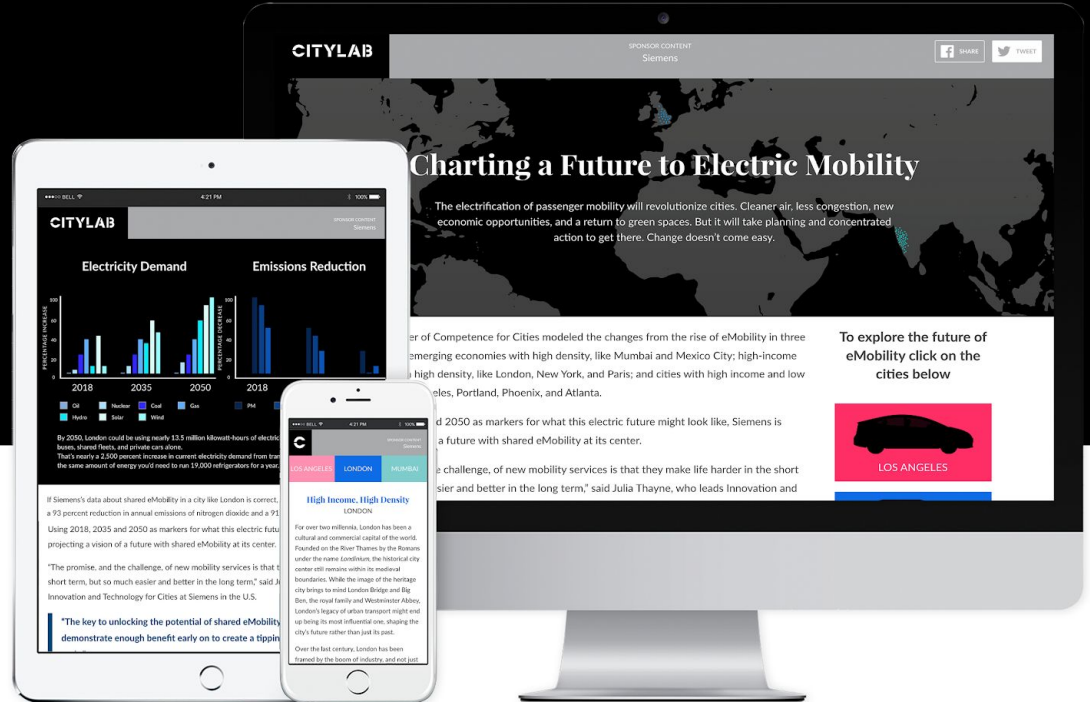 CITYLAB
SPONSOR CONTENT
Siemens
SHARE
TWEET
Charting a Future to Electric Mobility
The electrification of passenger mobility will revolutionize cities. Cleaner air, less congestion, new
economic opportunities, and a return to green spaces. But it will take planning and concentrated
action to get there. Change doesn't come easy.
er of Competence for Cities modeled the changes from the rise of eMobility in three
emerging economies with high density, like Mumbai and Mexico City; high-income
high density, like London, New York, and Paris; and cities with high income and low
eles, Portland, Phoenix, and Atlanta.
d 2050 as markers for what this electric future might look like, Siemens is
a future with shared eMobility at its center.
challenge, of new mobility services is that they make life harder in the short
sier and better in the long term," said Julia Thayne, who leads Innovation and
To explore the future of
eMobility click on the
cities below
LOS ANGELES
BELL
4:21 PM
100%
CITYLAB
SPONSOR CONTENT
Siemens
Electricity Demand
Emissions Reduction
PERCENTAGE INCREASE
100
80
60
40
20
0
2018
2035
2050
PERCENTAGE DECREASE
100
80
60
40
20
0
2018
Oil
Nuclear
Coal
Gas
Hydro
Solar
Wind
PM
By 2050, London could be using nearly 13.5 million kilowatt-hours of electric
buses, shared fleets, and private cars alone.
That's nearly a 2,500 percent increase in current electricity demand from tran
the same amount of energy you'd need to run 19,000 refrigerators for a year.
If Siemens's data about shared eMobility in a city like London is correct,
a 93 percent reduction in annual emissions of nitrogen dioxide and a 91
Using 2018, 2035 and 2050 as markers for what this electric futu
projecting a vision of a future with shared eMobility at its center.
"The promise, and the challenge, of new mobility services is that t
short term, but so much easier and better in the long term," said Ju
Innovation and Technology for Cities at Siemens in the U.S.
"The key to unlocking the potential of shared eMobility
demonstrate enough benefit early on to create a tippin
BELL
4:21 PM
100%
C
SPONSOR CONTENT
Siemens
LOS ANGELES
LONDON
MUMBAI
High Income, High Density
LONDON
For over two millennia, London has been a
cultural and commercial capital of the world.
Founded on the River Thames by the Romans
under the name Londinium, the historical city
center still remains within its medieval
boundaries. While the image of the heritage
city brings to mind London Bridge and Big
Ben, the royal family and Westminster Abbey,
London's legacy of urban transport might end
up being its most influential one, shaping the
city's future rather than just its past.
Over the last century, London has been
framed by the boom of industry, and not just